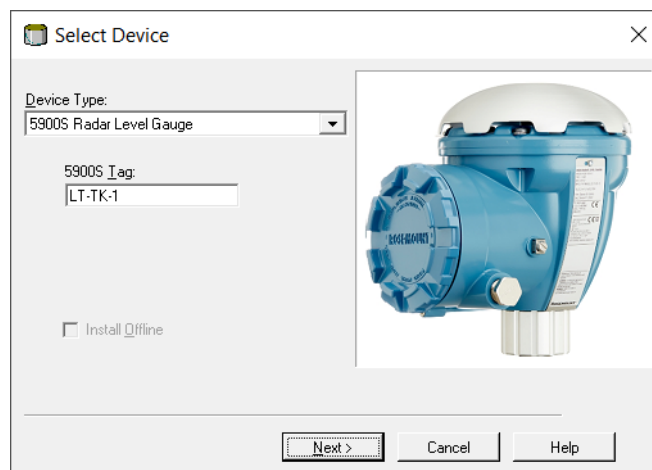 Select Device
Device Type:
5900S Radar Level Gauge
5900S Tag:
LT-TK-1
ROSEMOUNT
Install Offline
Next >
Cancel
Help